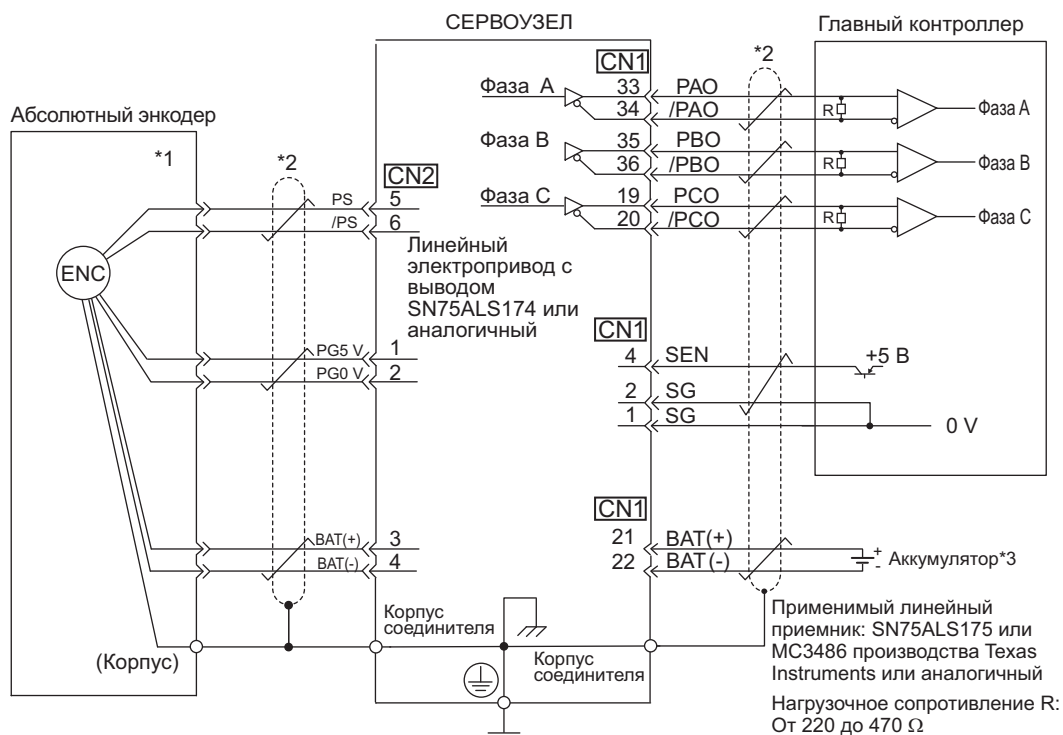 СЕРВОУЗЕЛ
Главный контроллер
Абсолютный энкодер
*1
*2
CN2
PS
5
/PS
6
ENC
Линейный
электропривод с
выводом
SN75ALS174 или
аналогичный
PG5 V
1
PG0 V
2
BAT(+)
3
BAT(-)
4
(Корпус)
Корпус
соединителя
Корпус
соединителя
CN1
*2
Фаза A
33
PAO
34
/PAO
R
Фаза A
Фаза B
35
PBO
36
/PBO
R
Фаза B
Фаза C
19
PCO
20
/PCO
R
Фаза C
CN1
4
SEN
+5 В
2
SG
1
SG
0 V
CN1
21
BAT(+)
22
BAT (-)
+
-
Аккумулятор*3
Применимый линейный
приемник: SN75ALS175 или
MC3486 производства Texas
Instruments или аналогичный
Нагрузочное сопротивление R:
От 220 до 470 Ω